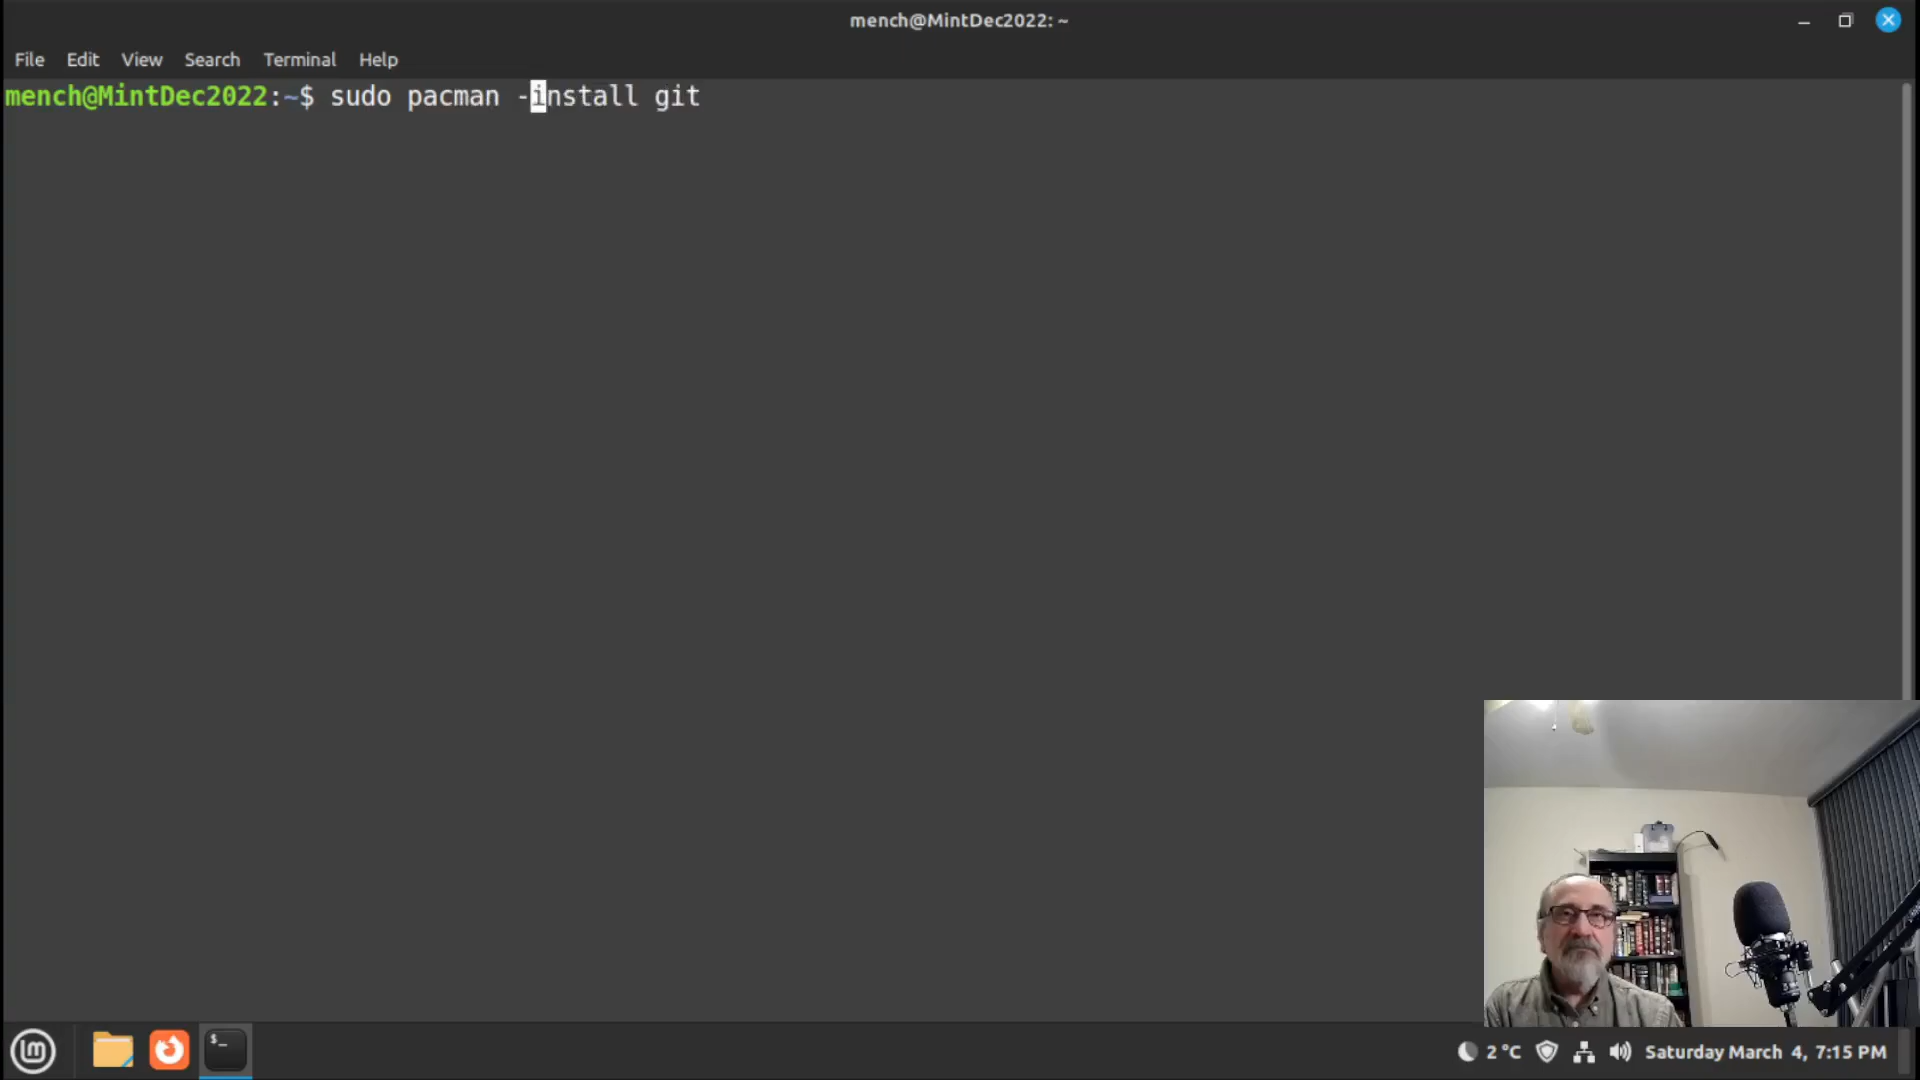 mench@MintDec2022: ~
File Edit View Search Terminal Help
mench@MintDec2022:~$ sudo pacman -install git
$_
2 °C Saturday March 4, 7:15 PM